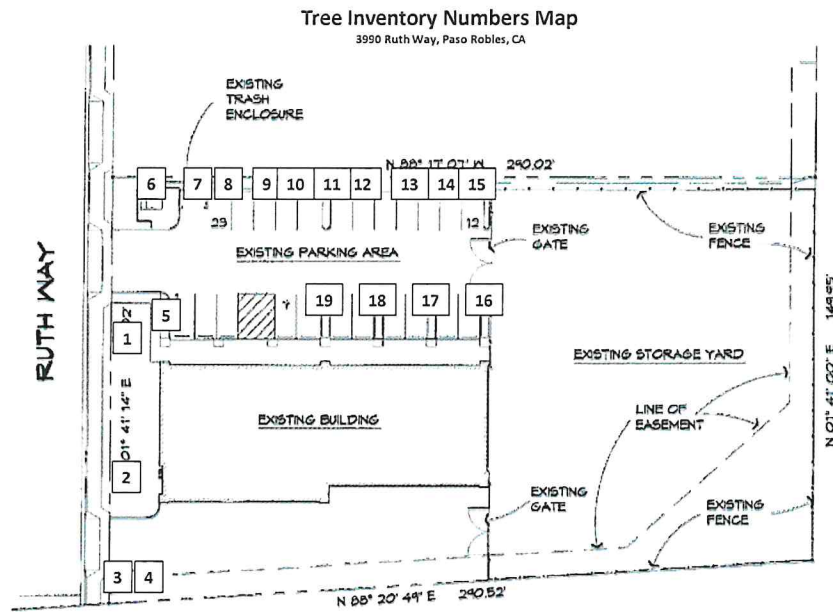 Tree Inventory Numbers Map
3990 Ruth Way, Paso Robles, CA
EXISTING
TRASH
ENCLOSURE
N 88° 17' 07" W 290.02'
6 7 8 9 10 11 12 13 14 15
23
12
EXISTING PARKING AREA
EXISTING
GATE
EXISTING
FENCE
RUTH WAY
5
19 18 17 16
1
01° 41' 14" E
EXISTING STORAGE YARD
EXISTING BUILDING
LINE OF
EASEMENT
2
EXISTING
GATE
EXISTING
FENCE
3 4
N 88° 20' 49" E 290.52'